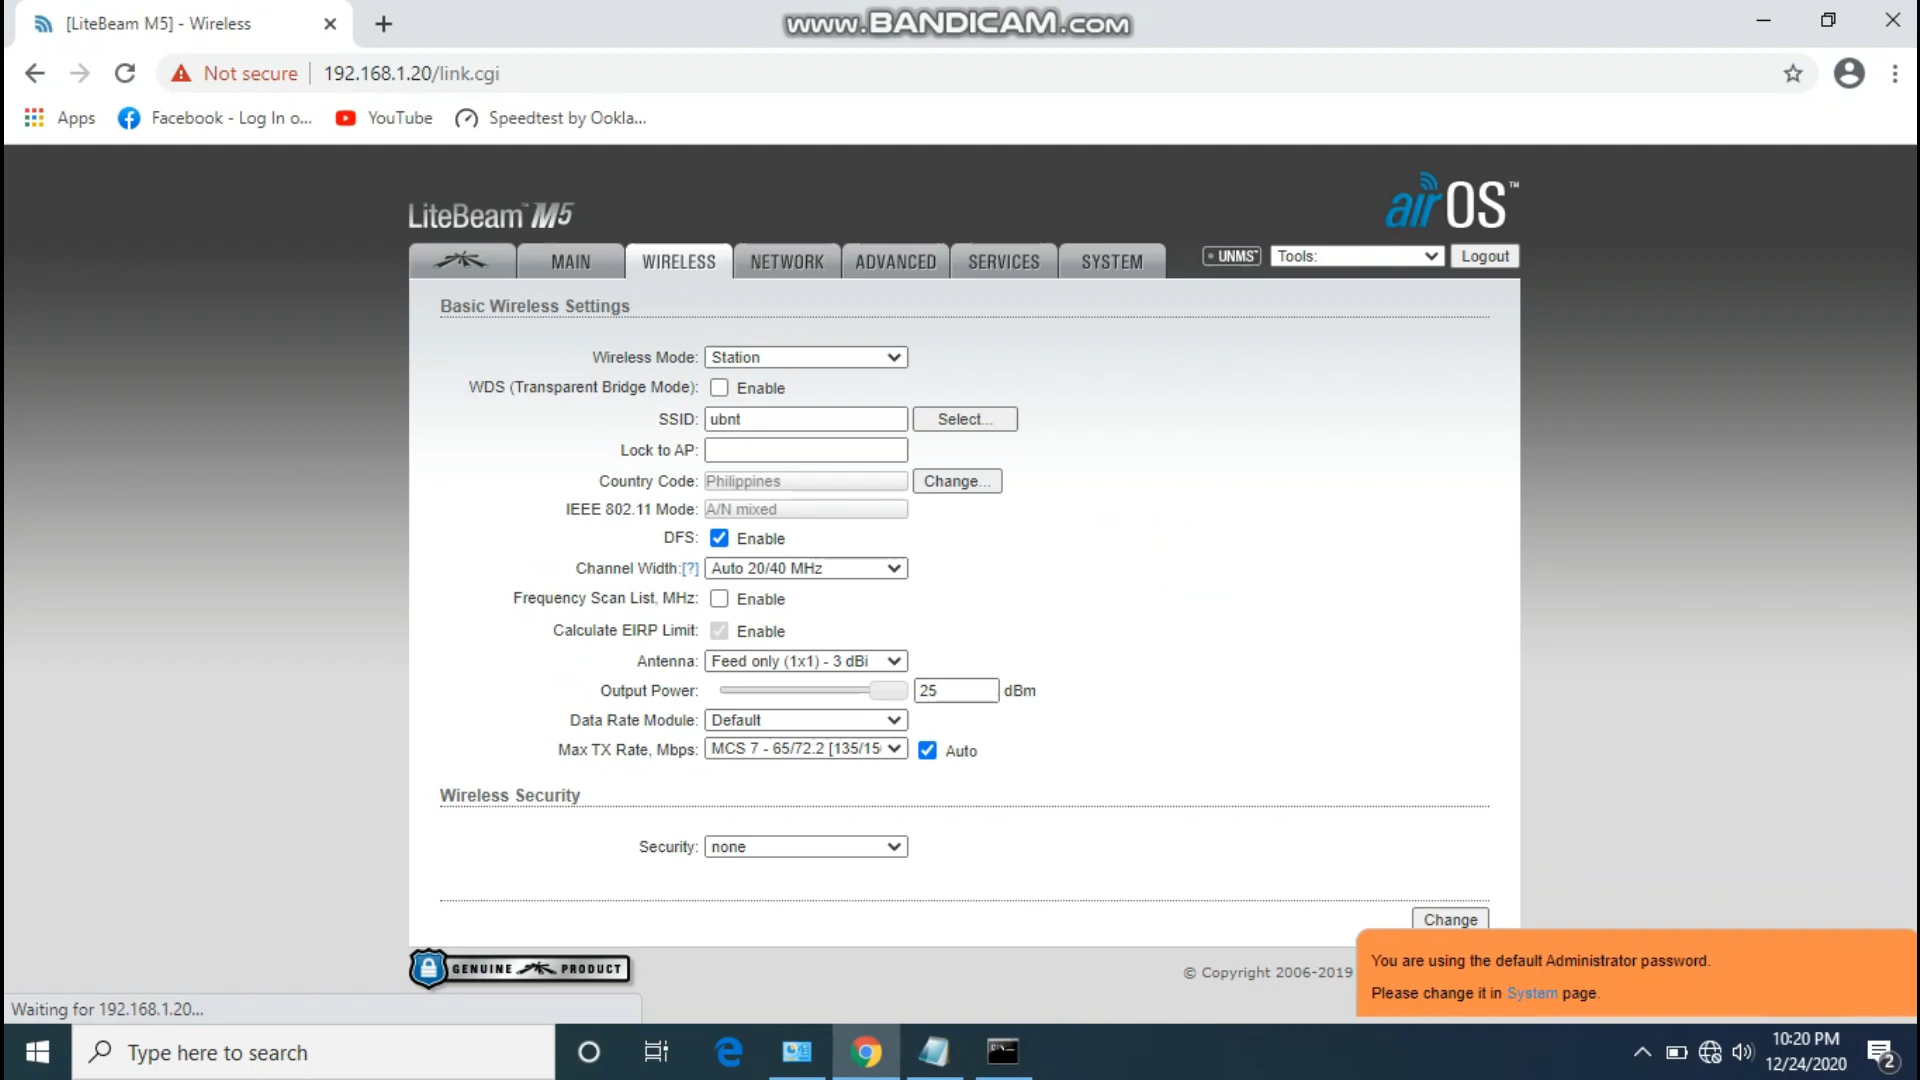 [LiteBeam M5] - Wireless
www.BANDICAM.com
Not secure
192.168.1.20/link.cgi
Apps
Facebook - Log In o...
YouTube
Speedtest by Ookla...
LiteBeam™ M5
airOS™
MAIN
WIRELESS
NETWORK
ADVANCED
SERVICES
SYSTEM
UNMS™
Tools:
Logout
Basic Wireless Settings
Wireless Mode: Station
WDS (Transparent Bridge Mode): Enable
SSID: ubnt Select...
Lock to AP:
Country Code: Philippines Change...
IEEE 802.11 Mode: A/N mixed
DFS: Enable
Channel Width:[?] Auto 20/40 MHz
Frequency Scan List, MHz: Enable
Calculate EIRP Limit: Enable
Antenna: Feed only (1x1) - 3 dBi
Output Power: 25 dBm
Data Rate Module: Default
Max TX Rate, Mbps: MCS 7 - 65/72.2 [135/15 Auto
Wireless Security
Security: none
Change
GENUINE PRODUCT
© Copyright 2006-2019
You are using the default Administrator password.
Please change it in System page.
Waiting for 192.168.1.20...
Type here to search
10:20 PM
12/24/2020
2